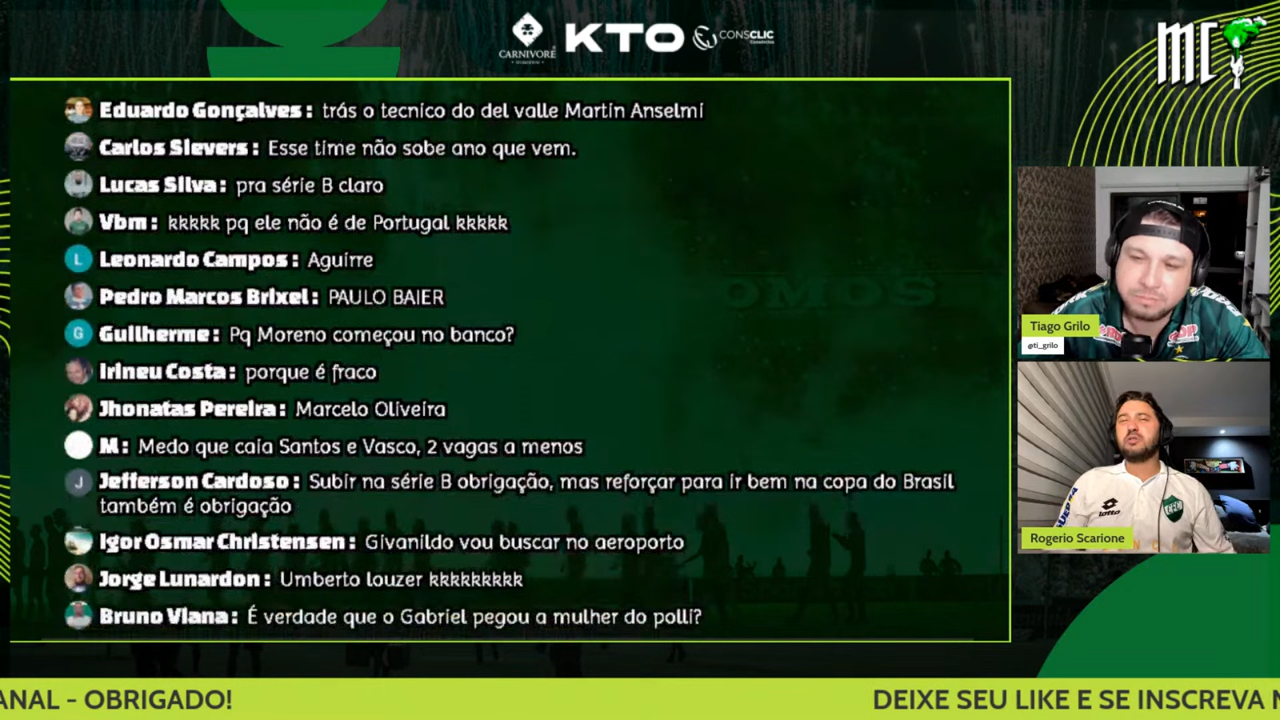 CARNIVORÊ
KTO
CONSCLIC
MC
Eduardo Gonçalves: trás o tecnico do del valle Martin Anselmi
Carlos Sievers: Esse time não sobe ano que vem.
Lucas Silva: pra série B claro
Vbm: kkkkk pq ele não é de Portugal kkkkk
L Leonardo Campos: Aguirre
Pedro Marcos Brixel: PAULO BAIER
G Guilherme: Pq Moreno começou no banco?
Irineu Costa: porque é fraco
Jhonatas Pereira: Marcelo Oliveira
M: Medo que caia Santos e Vasco, 2 vagas a menos
J Jefferson Cardoso: Subir na série B obrigação, mas reforçar para ir bem na copa do Brasil
também é obrigação
Igor Osmar Christensen: Givanildo vou buscar no aeroporto
Jorge Lunardon: Umberto louzer kkkkkkkkk
Bruno Viana: É verdade que o Gabriel pegou a mulher do polli?
OMOS
Tiago Grilo
@ti_grilo
lotto
CFC
Rogerio Scarione
ANAL - OBRIGADO!
DEIXE SEU LIKE E SE INSCREVA N